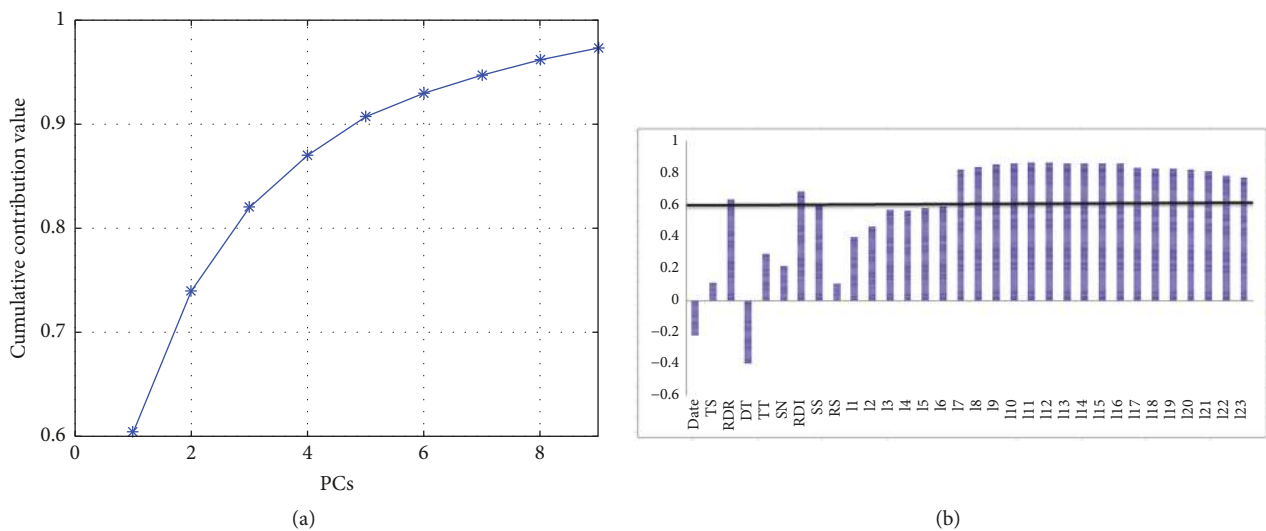 1
0.9
0.8
0.7
0.6
0
2
4
6
8
Cumulative contribution value
PCs
(a)
1
0.8
0.6
0.4
0.2
0
−0.2
−0.4
−0.6
Date
TS
RDR
DT
TT
SN
RDI
SS
RS
I1
I2
I3
I4
I5
I6
I7
I8
I9
I10
I11
I12
I13
I14
I15
I16
I17
I18
I19
I20
I21
I22
I23
(b)